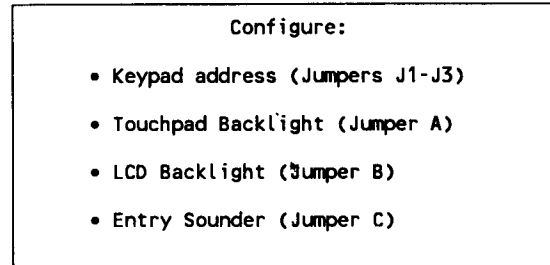 Configure:
• Keypad address (Jumpers J1-J3)
• Touchpad Backlight (Jumper A)
• LCD Backlight (Jumper B)
• Entry Sounder (Jumper C)